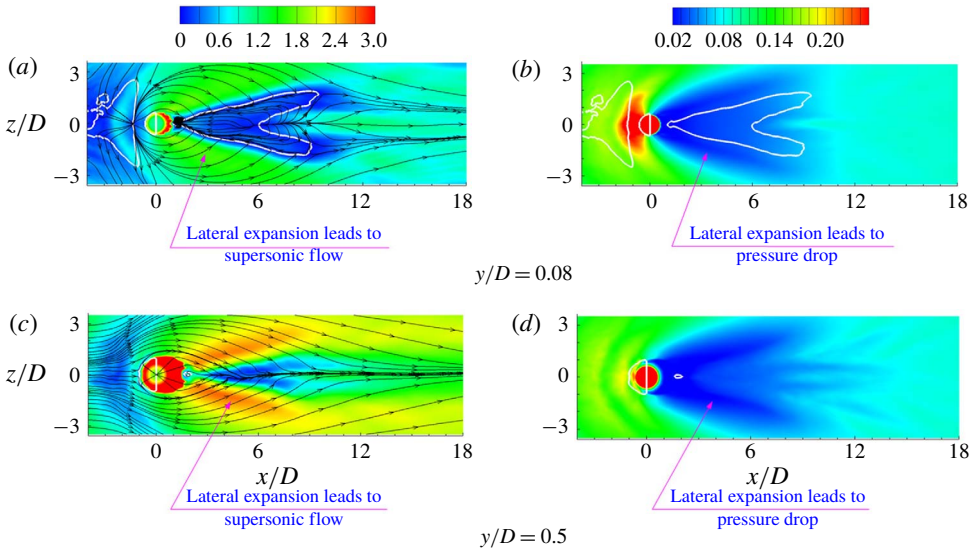 0 0.6 1.2 1.8 2.4 3.0
0.02 0.08 0.14 0.20
(a)
3
z/D 0
−3
0 6 12 18
Lateral expansion leads to
supersonic flow
(b)
3
0
−3
0 6 12 18
Lateral expansion leads to
pressure drop
y/D = 0.08
(c)
3
z/D 0
−3
0 6 12 18
x/D
Lateral expansion leads to
supersonic flow
(d)
3
0
−3
0 6 12 18
x/D
Lateral expansion leads to
pressure drop
y/D = 0.5